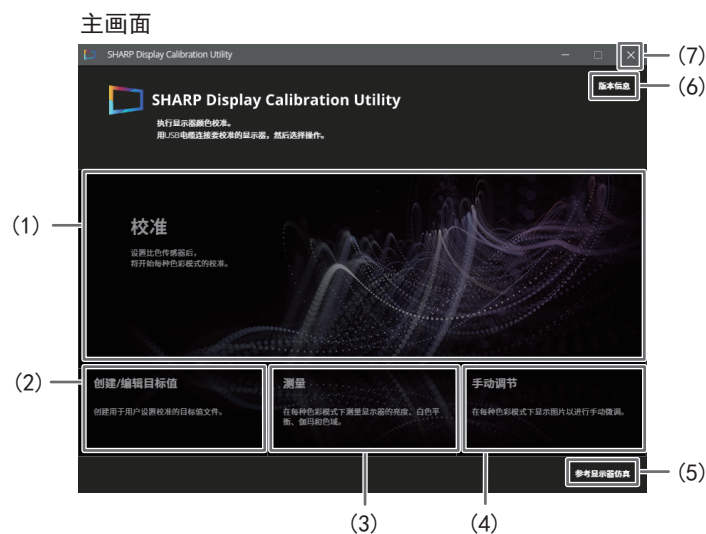 主画面
SHARP Display Calibration Utility
(7)
版本信息
(6)
SHARP Display Calibration Utility
执行显示器颜色校准。
用USB电缆连接要校准的显示器，然后选择操作。
(1)
校准
设置比色传感器后，
将开始每种色彩模式的校准。
(2)
创建/编辑目标值
创建用于用户设置校准的目标值文件。
测量
在每种色彩模式下测量显示器的亮度、白色平
衡、伽玛和色域。
手动调节
在每种色彩模式下显示图片以进行手动微调。
参考显示器仿真
(5)
(3)
(4)